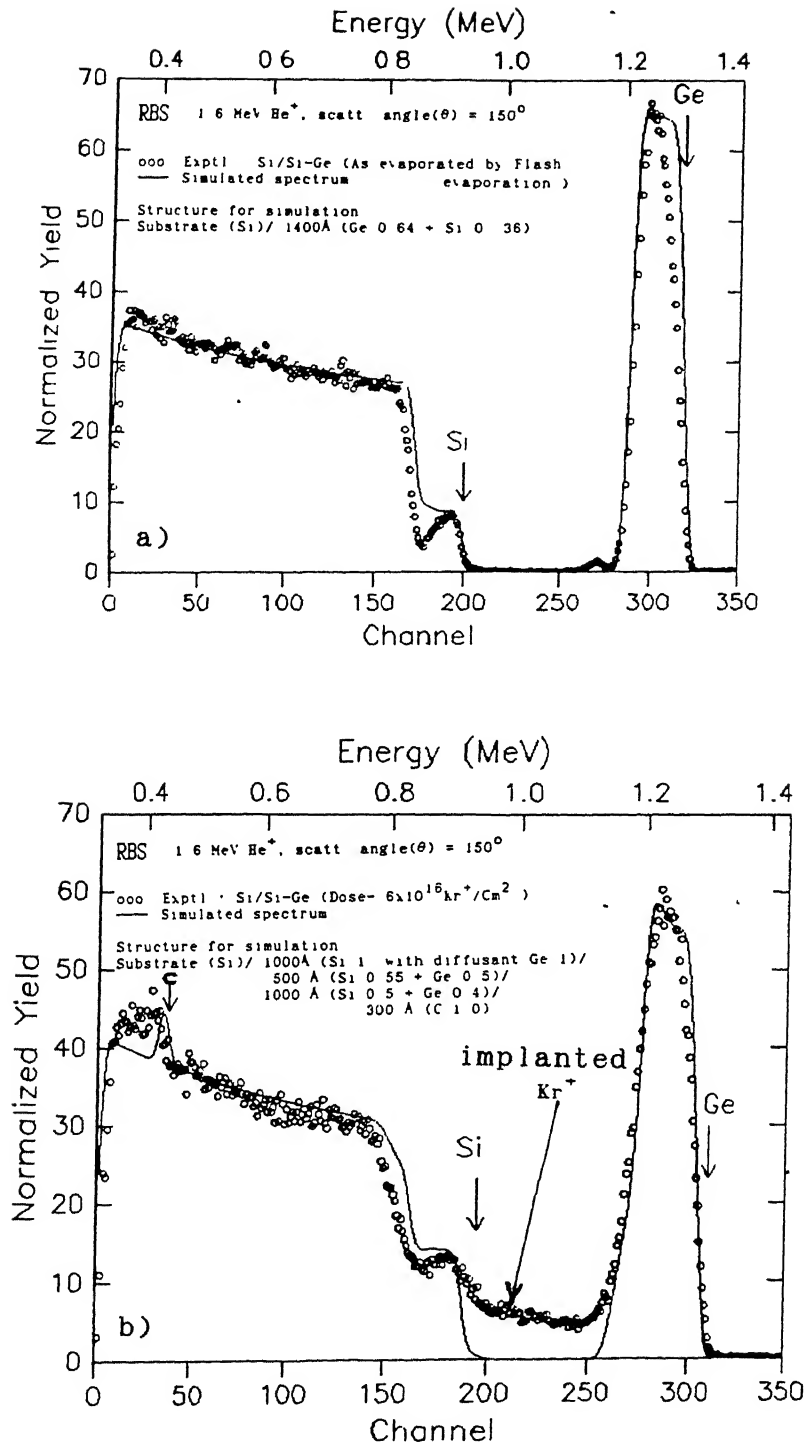 Energy (MeV)
0.4 0.6 0.8 1.0 1.2 1.4
RBS 1 6 MeV He+, scatt angle(θ) = 150°
ooo Exptl Si/Si-Ge (As evaporated by Flash
— Simulated spectrum evaporation )
Structure for simulation
Substrate (Si)/ 1400Å (Ge 0 64 + Si 0 36)
Ge
Si
a)
Normalized Yield
70
60
50
40
30
20
10
0
0 50 100 150 200 250 300 350
Channel
Energy (MeV)
0.4 0.6 0.8 1.0 1.2 1.4
RBS 1 6 MeV He+, scatt angle(θ) = 150°
ooo Exptl · Si/Si-Ge (Dose- 6x10^16 kr+/Cm^2 )
— Simulated spectrum
Structure for simulation
Substrate (Si)/ 1000Å (Si 1 with diffusant Ge 1)/
500 Å (Si 0 55 + Ge 0 5)/
1000 Å (Si 0 5 + Ge 0 4)/
300 Å (C 1 0)
C
implanted
Kr+
Si
Ge
b)
Normalized Yield
70
60
50
40
30
20
10
0
0 50 100 150 200 250 300 350
Channel